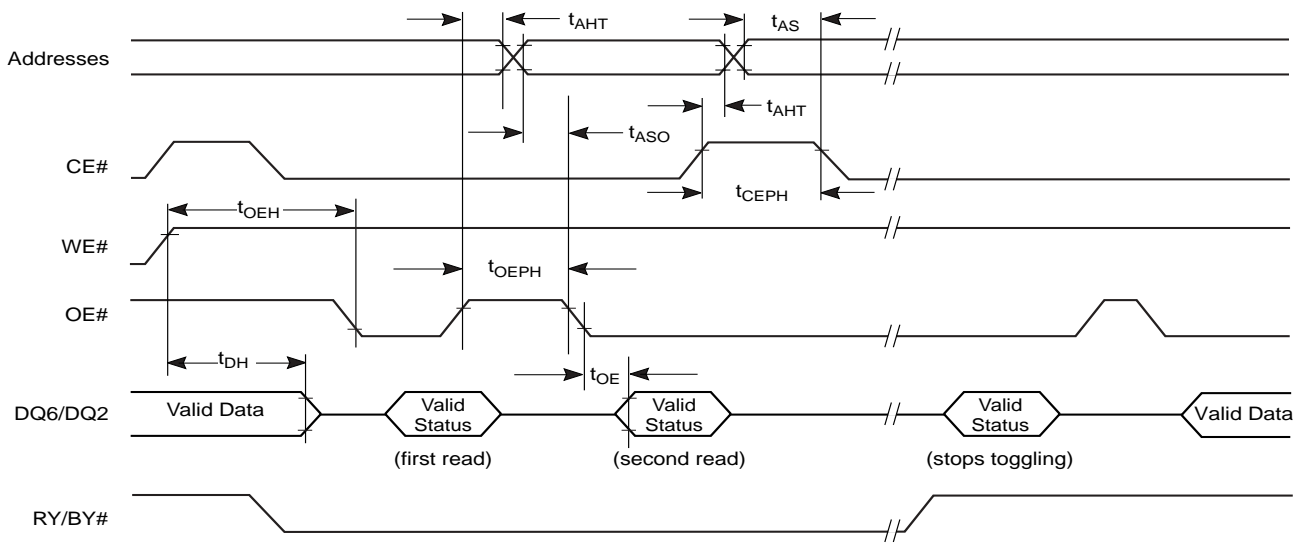 tAHT
tAS
Addresses
tAHT
tASO
CE#
tCEPH
tOEH
WE#
tOEPH
OE#
tDH
tOE
DQ6/DQ2
Valid Data
Valid
Status
Valid
Status
Valid
Status
Valid Data
(first read)
(second read)
(stops toggling)
RY/BY#